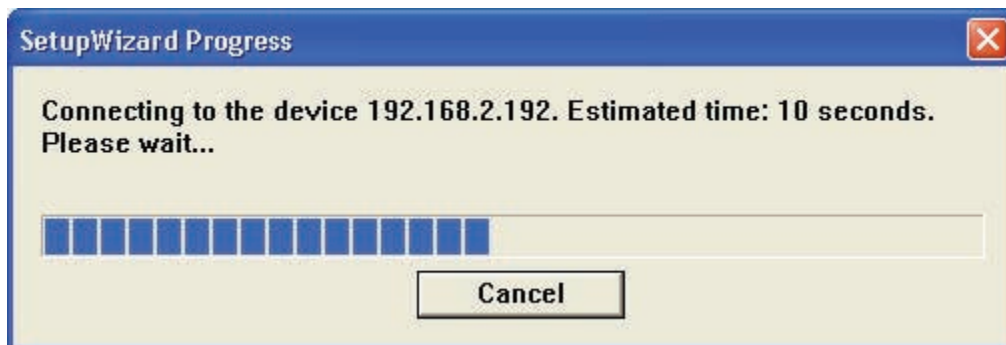 SetupWizard Progress
Connecting to the device 192.168.2.192. Estimated time: 10 seconds.
Please wait...
Cancel